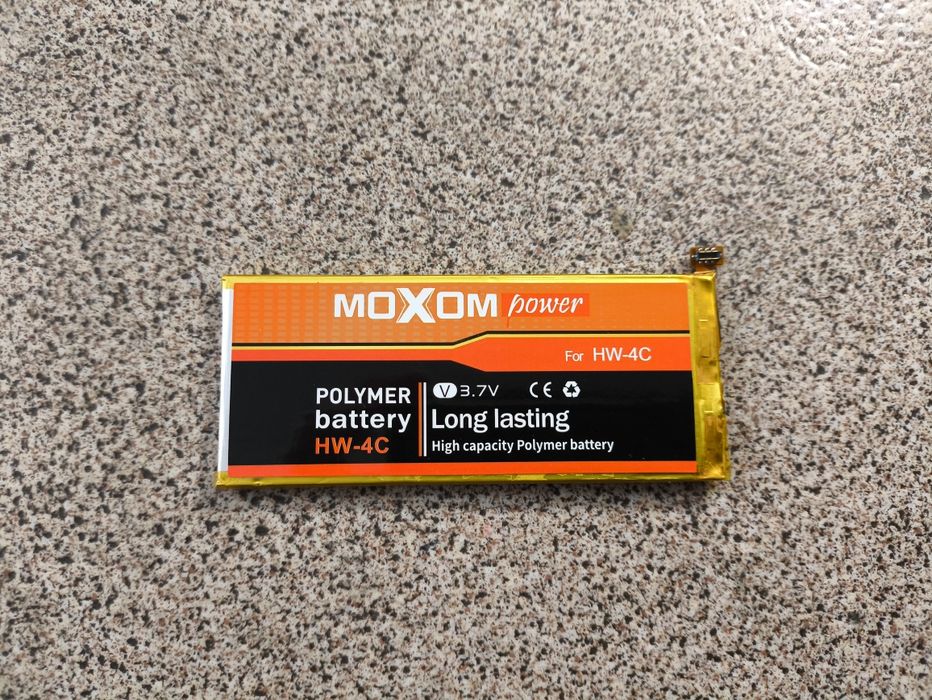 MOXOM power
For HW-4C
POLYMER
battery
HW-4C
V 3.7V CE
Long lasting
High capacity Polymer battery